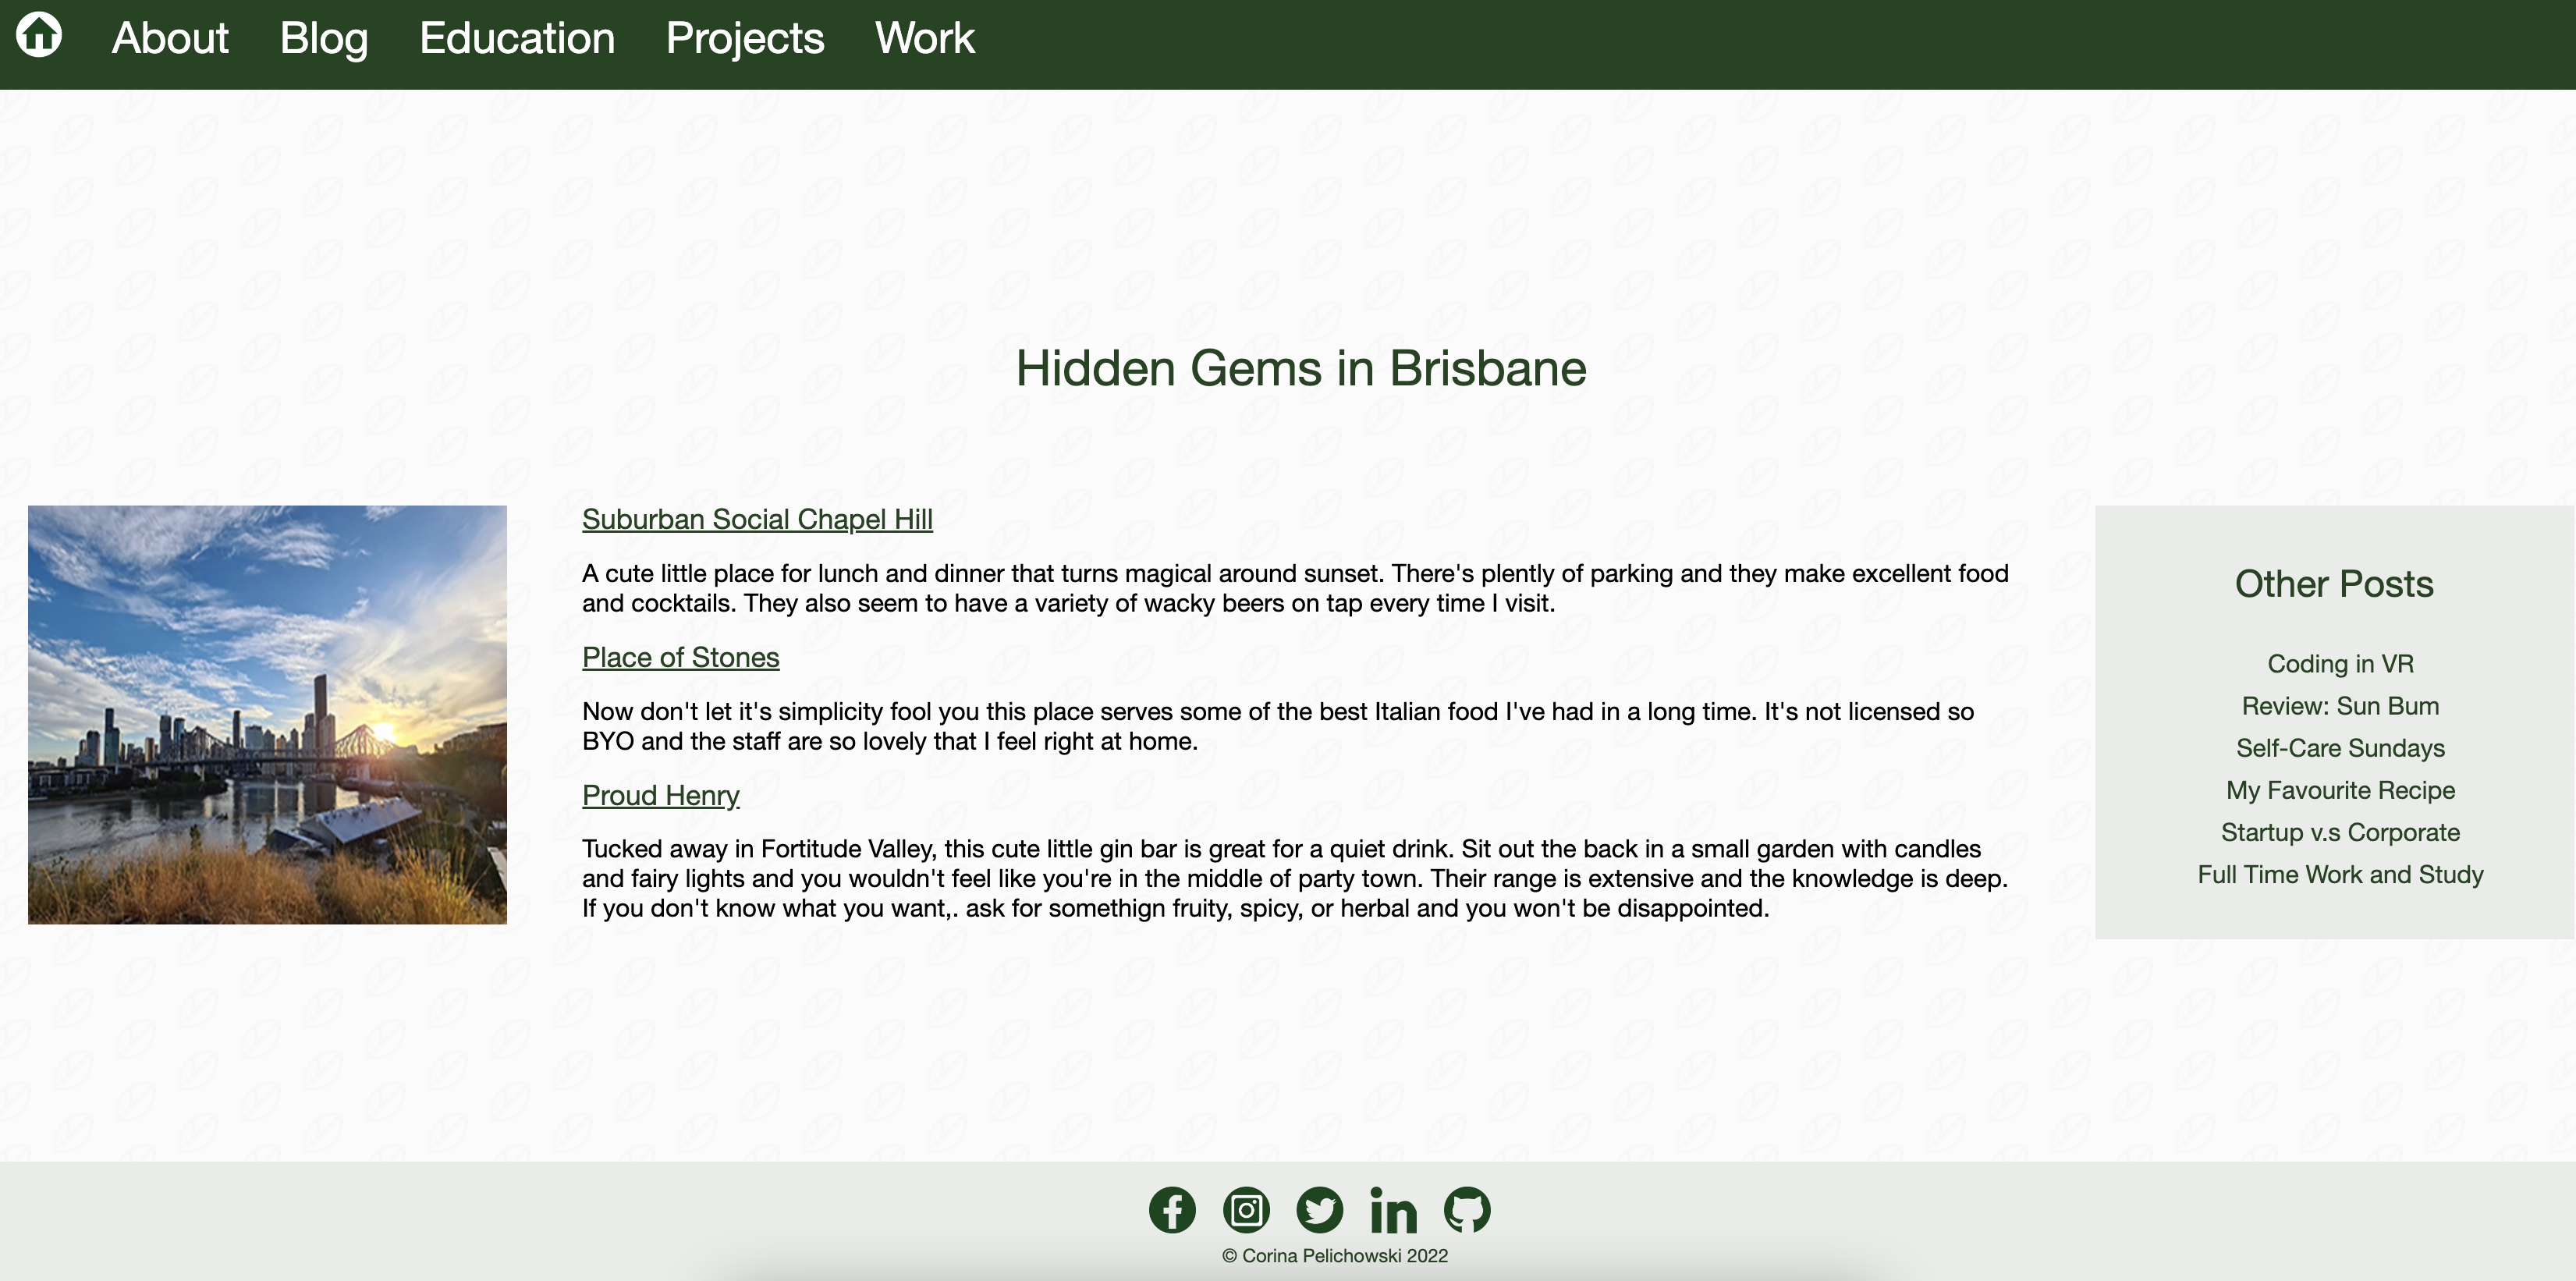 About Blog Education Projects Work
Hidden Gems in Brisbane
Suburban Social Chapel Hill
A cute little place for lunch and dinner that turns magical around sunset. There's plently of parking and they make excellent food
and cocktails. They also seem to have a variety of wacky beers on tap every time I visit.
Place of Stones
Now don't let it's simplicity fool you this place serves some of the best Italian food I've had in a long time. It's not licensed so
BYO and the staff are so lovely that I feel right at home.
Proud Henry
Tucked away in Fortitude Valley, this cute little gin bar is great for a quiet drink. Sit out the back in a small garden with candles
and fairy lights and you wouldn't feel like you're in the middle of party town. Their range is extensive and the knowledge is deep.
If you don't know what you want,. ask for somethign fruity, spicy, or herbal and you won't be disappointed.
Other Posts
Coding in VR
Review: Sun Bum
Self-Care Sundays
My Favourite Recipe
Startup v.s Corporate
Full Time Work and Study
© Corina Pelichowski 2022